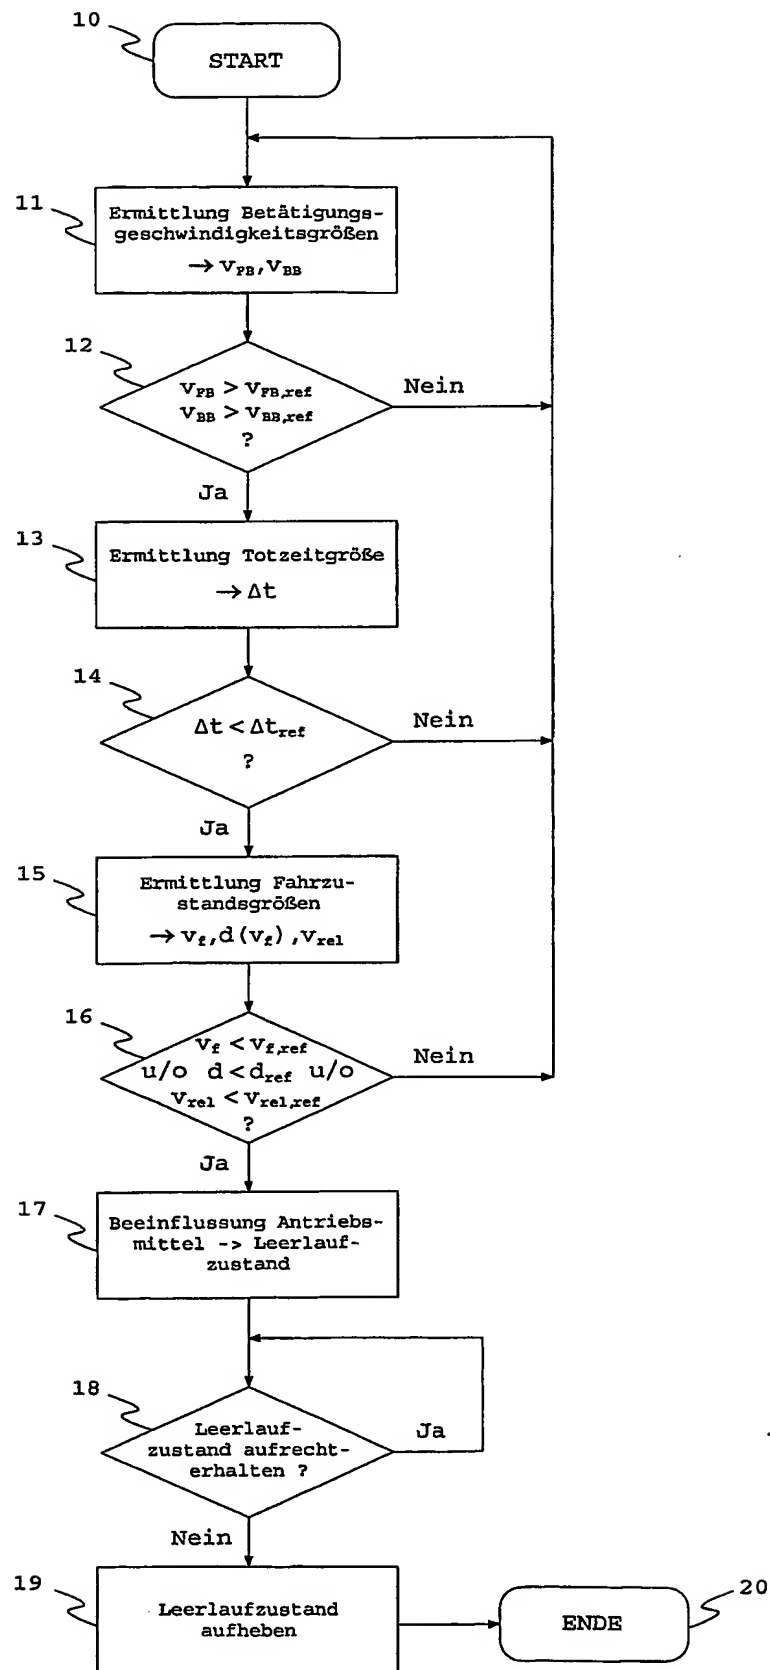 10
START
11
Ermittlung Betätigungs-
geschwindigkeitsgrößen
→ v_FB, v_BB
12
v_FB > v_FB,ref
v_BB > v_BB,ref
?
Nein
Ja
13
Ermittlung Totzeitgröße
→ Δt
14
Δt < Δt_ref
?
Nein
Ja
15
Ermittlung Fahrzu-
standsgrößen
→ v_f, d(v_f), v_rel
16
v_f < v_f,ref
u/o d < d_ref u/o
v_rel < v_rel,ref
?
Nein
Ja
17
Beeinflussung Antriebs-
mittel -> Leerlauf-
zustand
18
Leerlauf-
zustand aufrecht-
erhalten ?
Ja
Nein
19
Leerlaufzustand
aufheben
ENDE
20